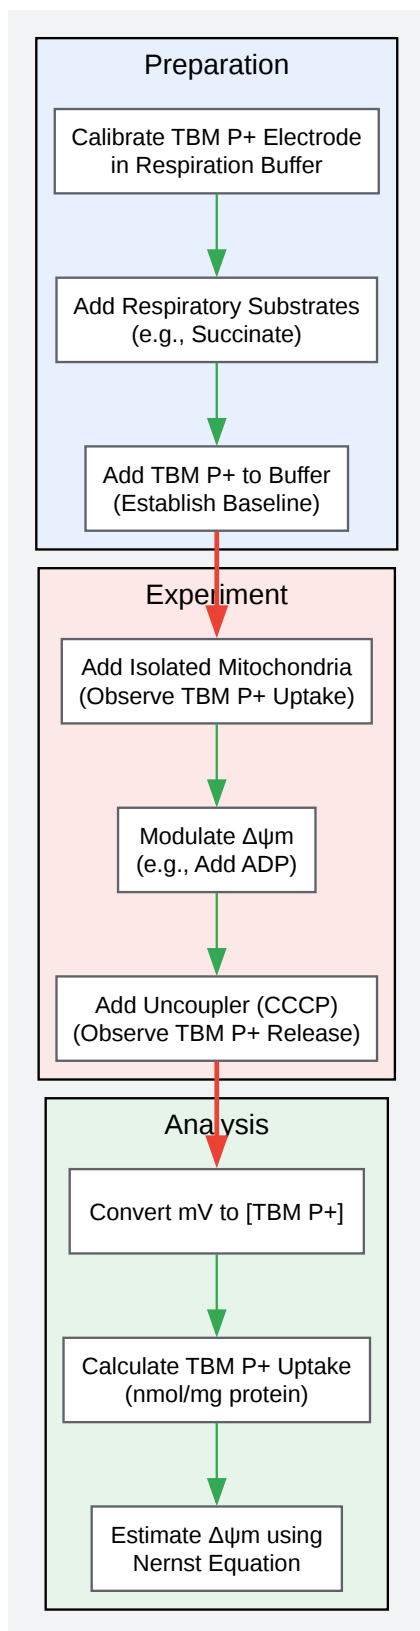 Preparation
Calibrate TBM P+ Electrode
in Respiration Buffer
Add Respiratory Substrates
(e.g., Succinate)
Add TBM P+ to Buffer
(Establish Baseline)
Experiment
Add Isolated Mitochondria
(Observe TBM P+ Uptake)
Modulate Δψm
(e.g., Add ADP)
Add Uncoupler (CCCP)
(Observe TBM P+ Release)
Analysis
Convert mV to [TBM P+]
Calculate TBM P+ Uptake
(nmol/mg protein)
Estimate Δψm using
Nernst Equation